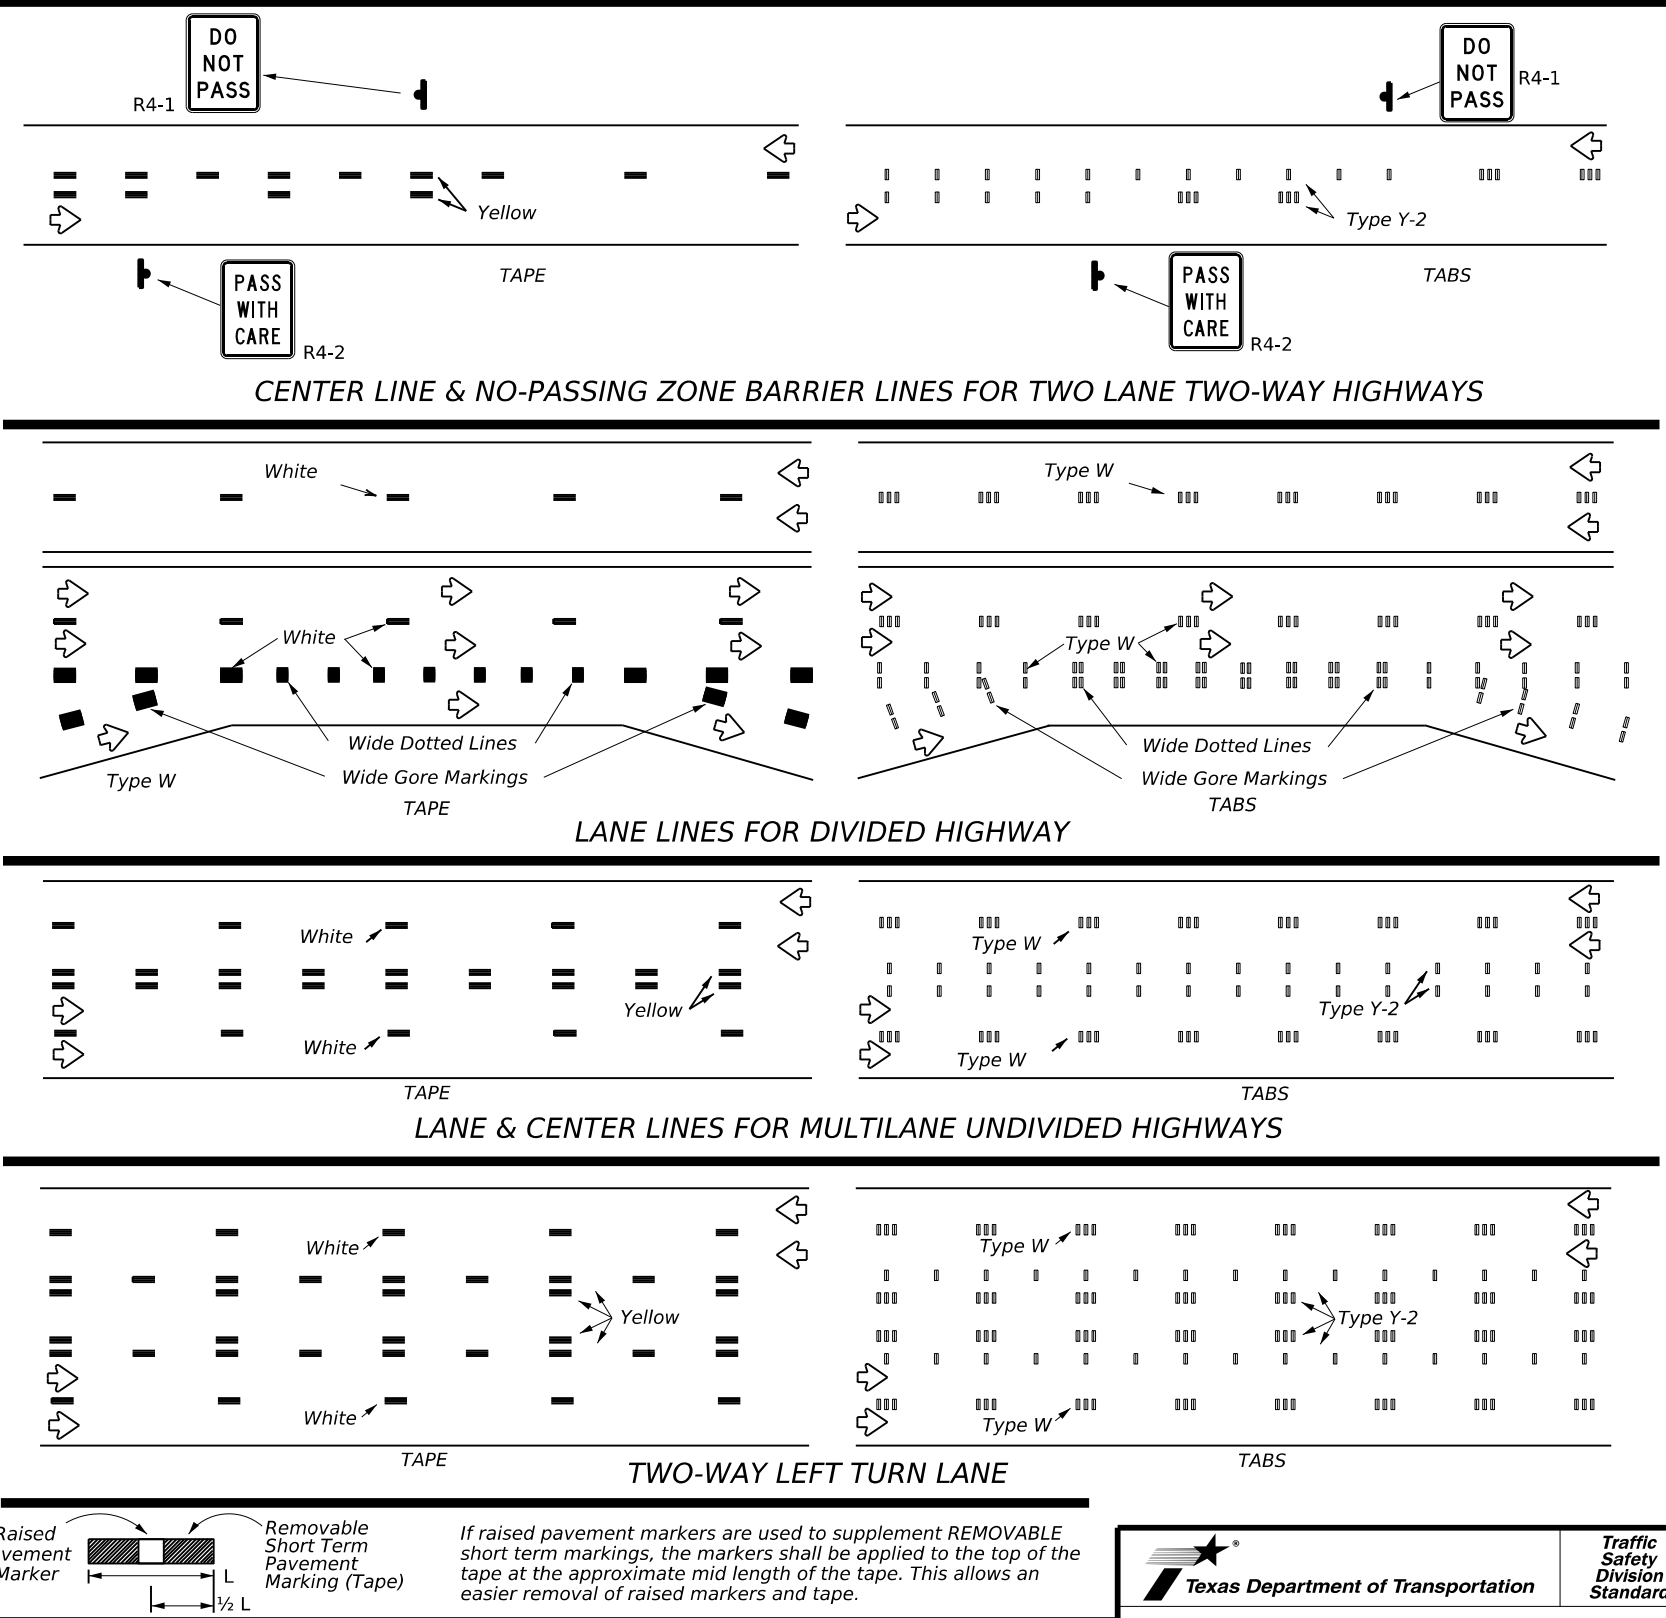 DO
NOT
PASS
R4-1
DO
NOT
PASS
R4-1
Yellow
Type Y-2
PASS
WITH
CARE
R4-2
TAPE
PASS
WITH
CARE
R4-2
TABS
CENTER LINE & NO-PASSING ZONE BARRIER LINES FOR TWO LANE TWO-WAY HIGHWAYS
White
Type W
White
Type W
Wide Dotted Lines
Wide Gore Markings
Type W
TAPE
Wide Dotted Lines
Wide Gore Markings
TABS
LANE LINES FOR DIVIDED HIGHWAY
White
Type W
Yellow
Type Y-2
White
Type W
TAPE
TABS
LANE & CENTER LINES FOR MULTILANE UNDIVIDED HIGHWAYS
White
Type W
Yellow
Type Y-2
White
Type W
TAPE
TABS
TWO-WAY LEFT TURN LANE
Raised
vement
Marker
L
½ L
Removable
Short Term
Pavement
Marking (Tape)
If raised pavement markers are used to supplement REMOVABLE
short term markings, the markers shall be applied to the top of the
tape at the approximate mid length of the tape. This allows an
easier removal of raised markers and tape.
®
Texas Department of Transportation
Traffic
Safety
Division
Standard